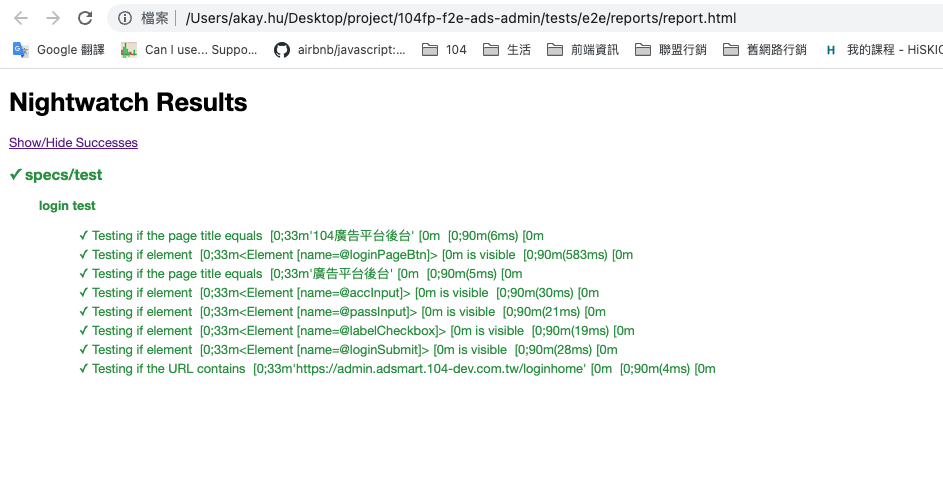 檔案 /Users/akay.hu/Desktop/project/104fp-f2e-ads-admin/tests/e2e/reports/report.html
Google 翻譯 Can I use... Suppo... airbnb/javascript:... 104 生活 前端資訊 聯盟行銷 舊網路行銷 H 我的課程 - HiSKIO
Nightwatch Results
Show/Hide Successes
✓ specs/test
login test
✓ Testing if the page title equals [0;33m'104廣告平台後台' [0m [0;90m(6ms) [0m
✓ Testing if element [0;33m<Element [name=@loginPageBtn]> [0m is visible [0;90m(583ms) [0m
✓ Testing if the page title equals [0;33m'廣告平台後台' [0m [0;90m(5ms) [0m
✓ Testing if element [0;33m<Element [name=@accInput]> [0m is visible [0;90m(30ms) [0m
✓ Testing if element [0;33m<Element [name=@passInput]> [0m is visible [0;90m(21ms) [0m
✓ Testing if element [0;33m<Element [name=@labelCheckbox]> [0m is visible [0;90m(19ms) [0m
✓ Testing if element [0;33m<Element [name=@loginSubmit]> [0m is visible [0;90m(28ms) [0m
✓ Testing if the URL contains [0;33m'https://admin.adsmart.104-dev.com.tw/loginhome' [0m [0;90m(4ms) [0m